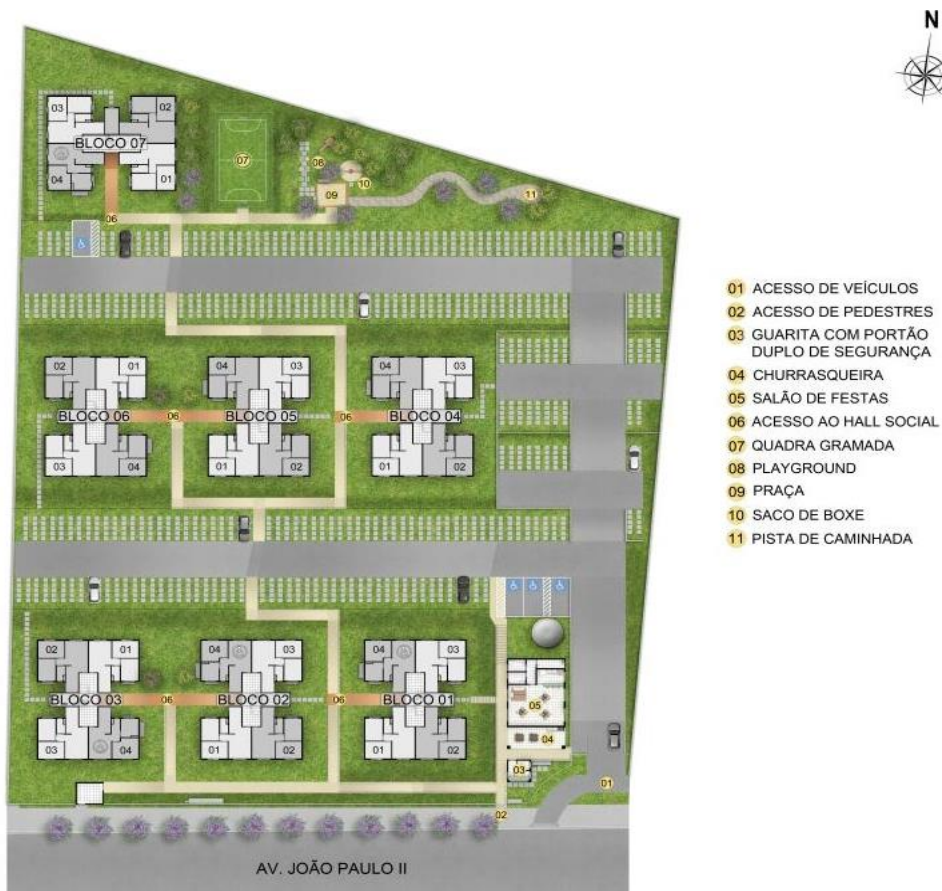 N
03
02
BLOCO 07
04
01
06
07
08
10
09
11
02
01
04
03
04
03
BLOCO 06
06
BLOCO 05
06
BLOCO 04
03
04
01
02
01
02
02
01
04
03
04
03
BLOCO 03
06
BLOCO 02
06
BLOCO 01
03
04
01
02
01
02
05
04
03
01
02
AV. JOÃO PAULO II
01 ACESSO DE VEÍCULOS
02 ACESSO DE PEDESTRES
03 GUARITA COM PORTÃO
DUPLO DE SEGURANÇA
04 CHURRASQUEIRA
05 SALÃO DE FESTAS
06 ACESSO AO HALL SOCIAL
07 QUADRA GRAMADA
08 PLAYGROUND
09 PRAÇA
10 SACO DE BOXE
11 PISTA DE CAMINHADA